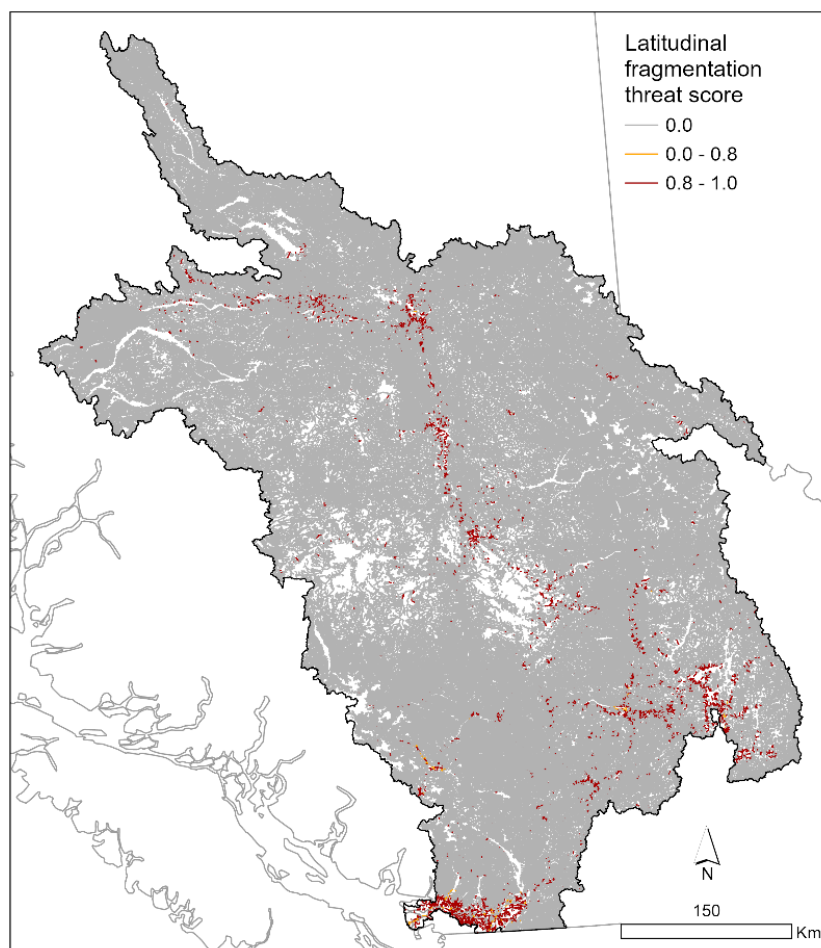 Latitudinal
fragmentation
threat score
0.0
0.0 - 0.8
0.8 - 1.0
N
150
Km